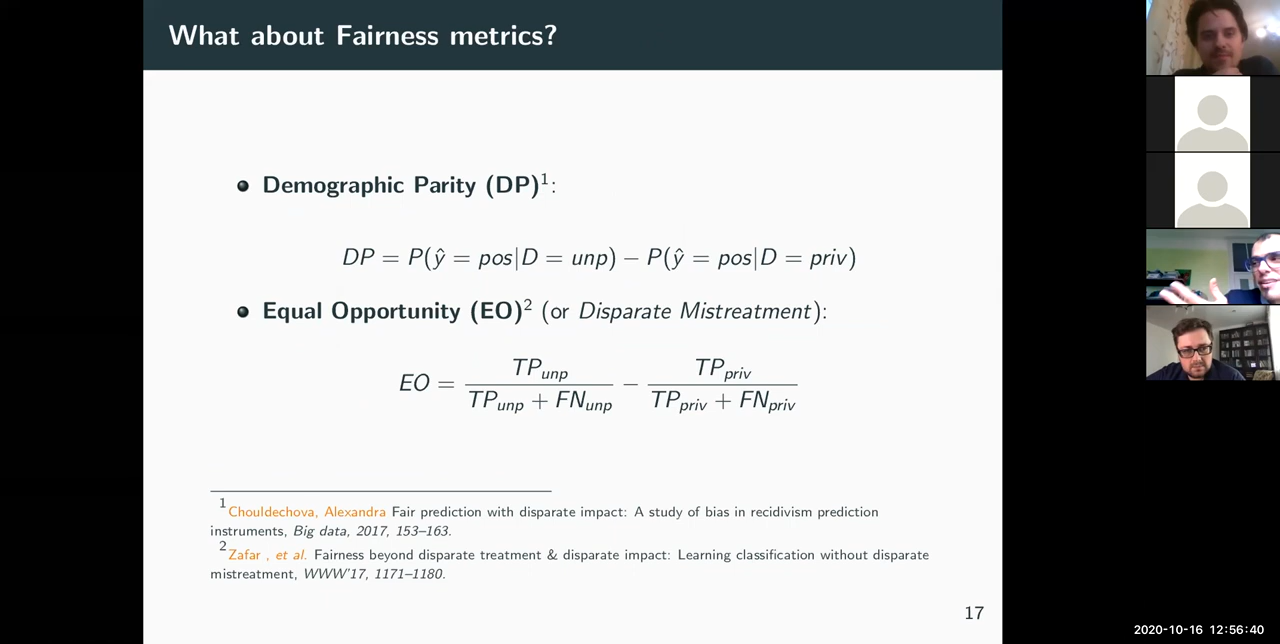 What about Fairness metrics?
• Demographic Parity (DP)¹:
DP = P(ŷ = pos|D = unp) − P(ŷ = pos|D = priv)
• Equal Opportunity (EO)² (or Disparate Mistreatment):
EO = TP_unp / (TP_unp + FN_unp) − TP_priv / (TP_priv + FN_priv)
¹Chouldechova, Alexandra Fair prediction with disparate impact: A study of bias in recidivism prediction
instruments, Big data, 2017, 153–163.
²Zafar , et al. Fairness beyond disparate treatment & disparate impact: Learning classification without disparate
mistreatment, WWW'17, 1171–1180.
17
2020-10-16 12:56:40